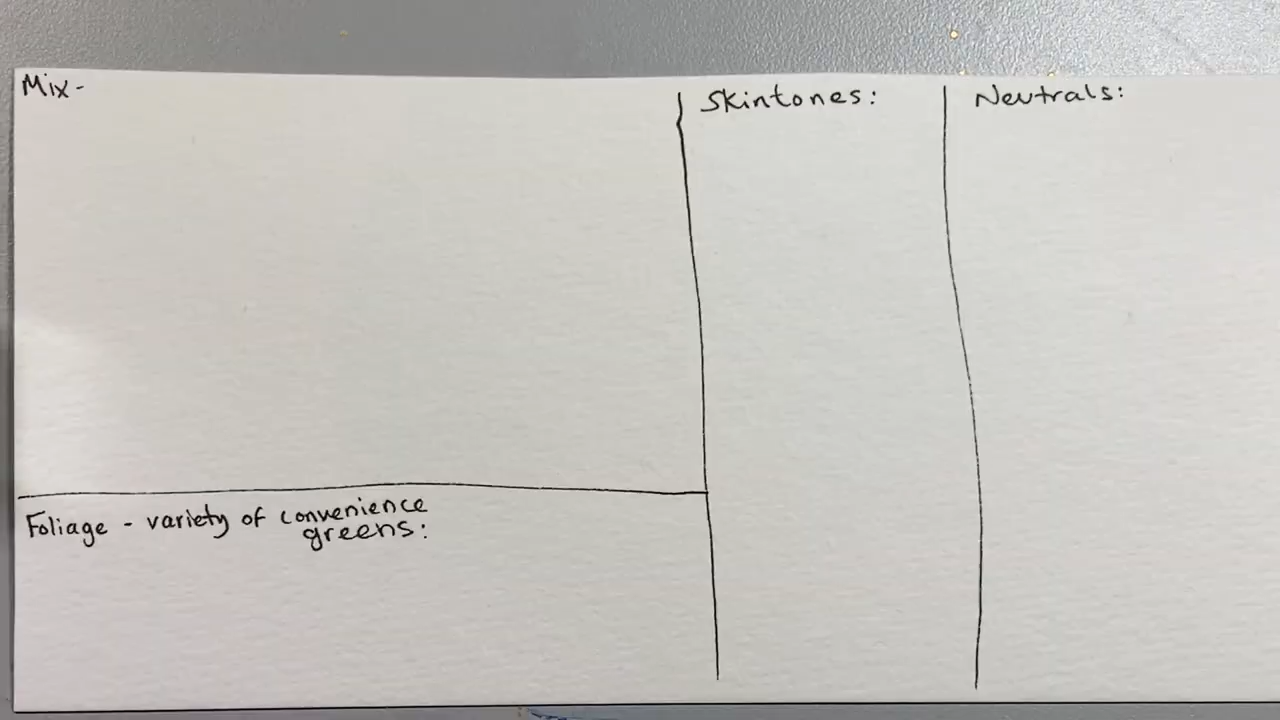 Mix-
Skintones:
Neutrals:
Foliage - variety of convenience
greens: